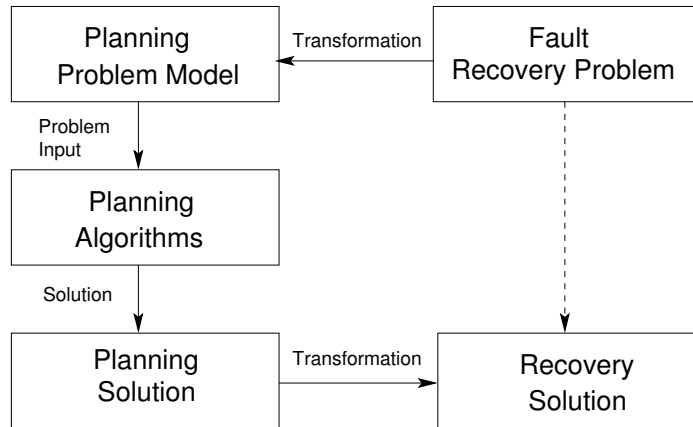 Planning
Problem Model
Transformation
Fault
Recovery Problem
Problem
Input
Planning
Algorithms
Solution
Planning
Solution
Transformation
Recovery
Solution